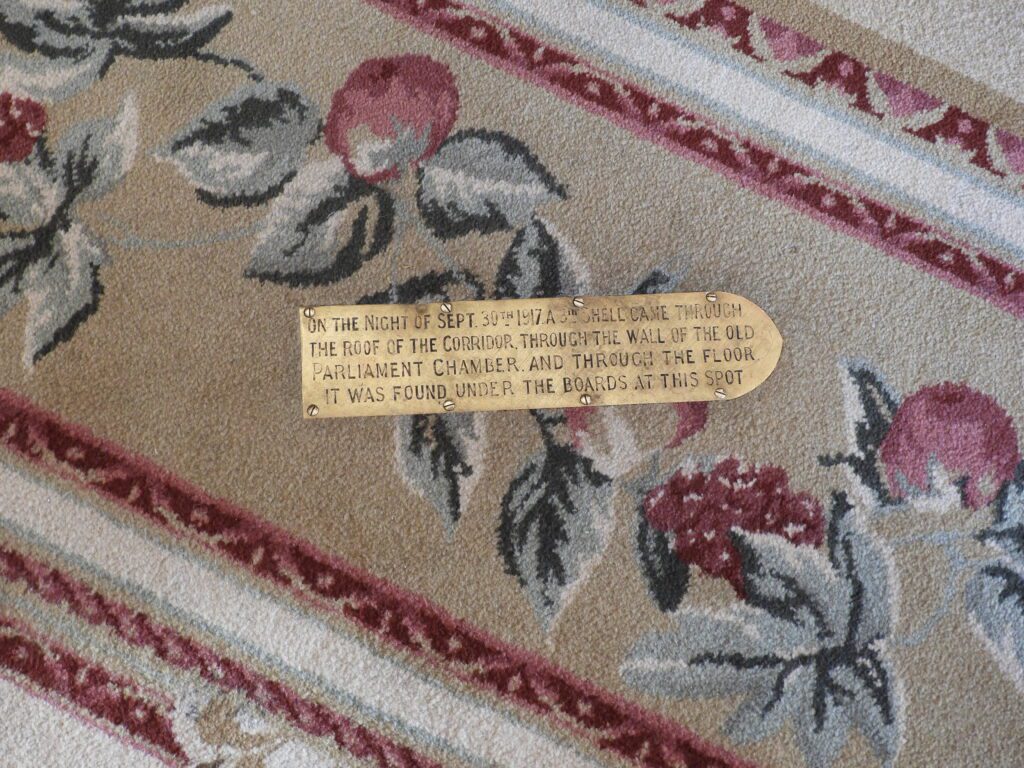 ON THE NIGHT OF SEPT. 30TH 1917. A 3IN SHELL CAME THROUGH
THE ROOF OF THE CORRIDOR, THROUGH THE WALL OF THE OLD
PARLIAMENT CHAMBER. AND THROUGH THE FLOOR.
IT WAS FOUND UNDER THE BOARDS AT THIS SPOT